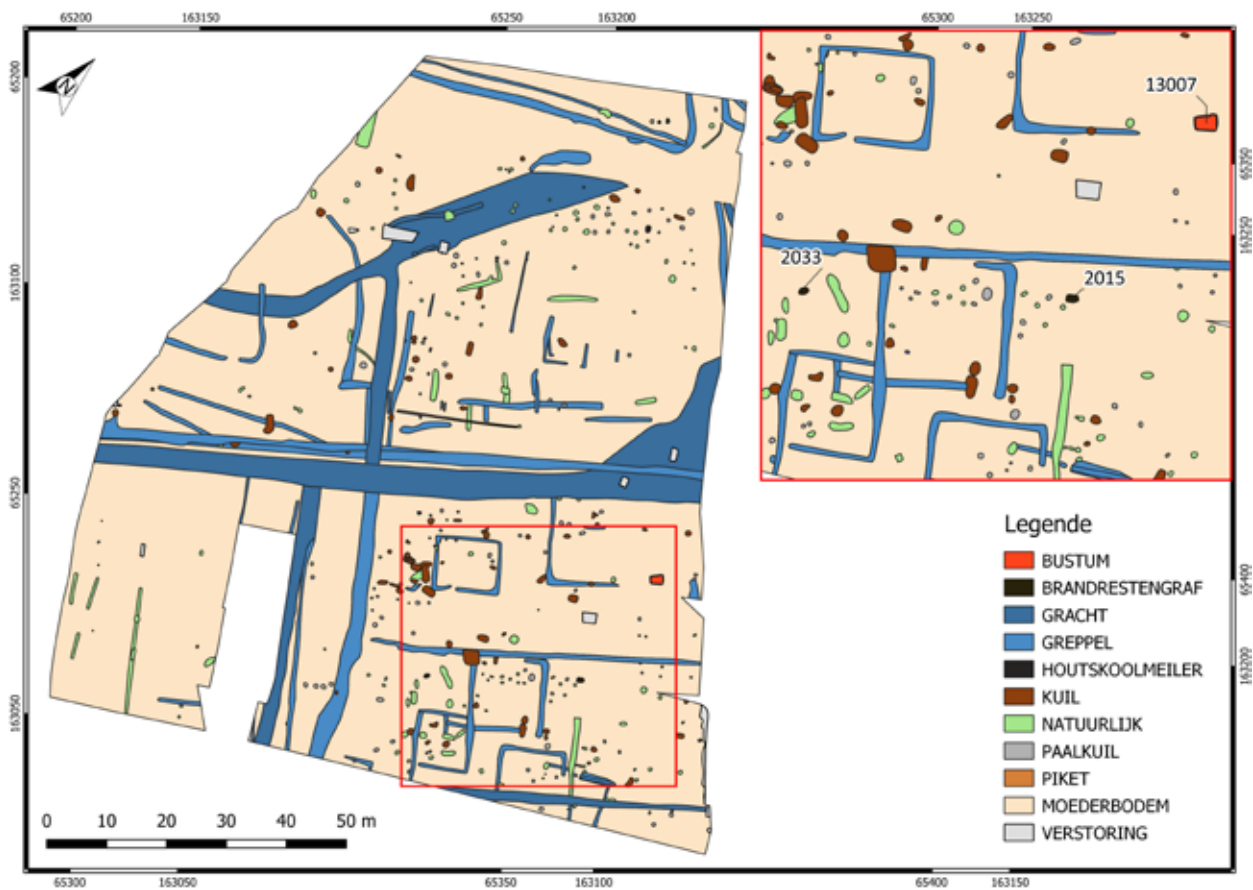 65200
163150
65250
163200
65300
163250
65200
N
13007
65350
163250
2033
2015
163100
65250
Legende
BUSTUM
BRANDRESTENGRAF
GRACHT
GREPPEL
HOUTSKOOLMEILER
KUIL
NATUURLIJK
PAALKUIL
PIKET
MOEDERBODEM
VERSTORING
65400
163200
163050
0 10 20 30 40 50 m
65300
163050
65350
163100
65400
163150